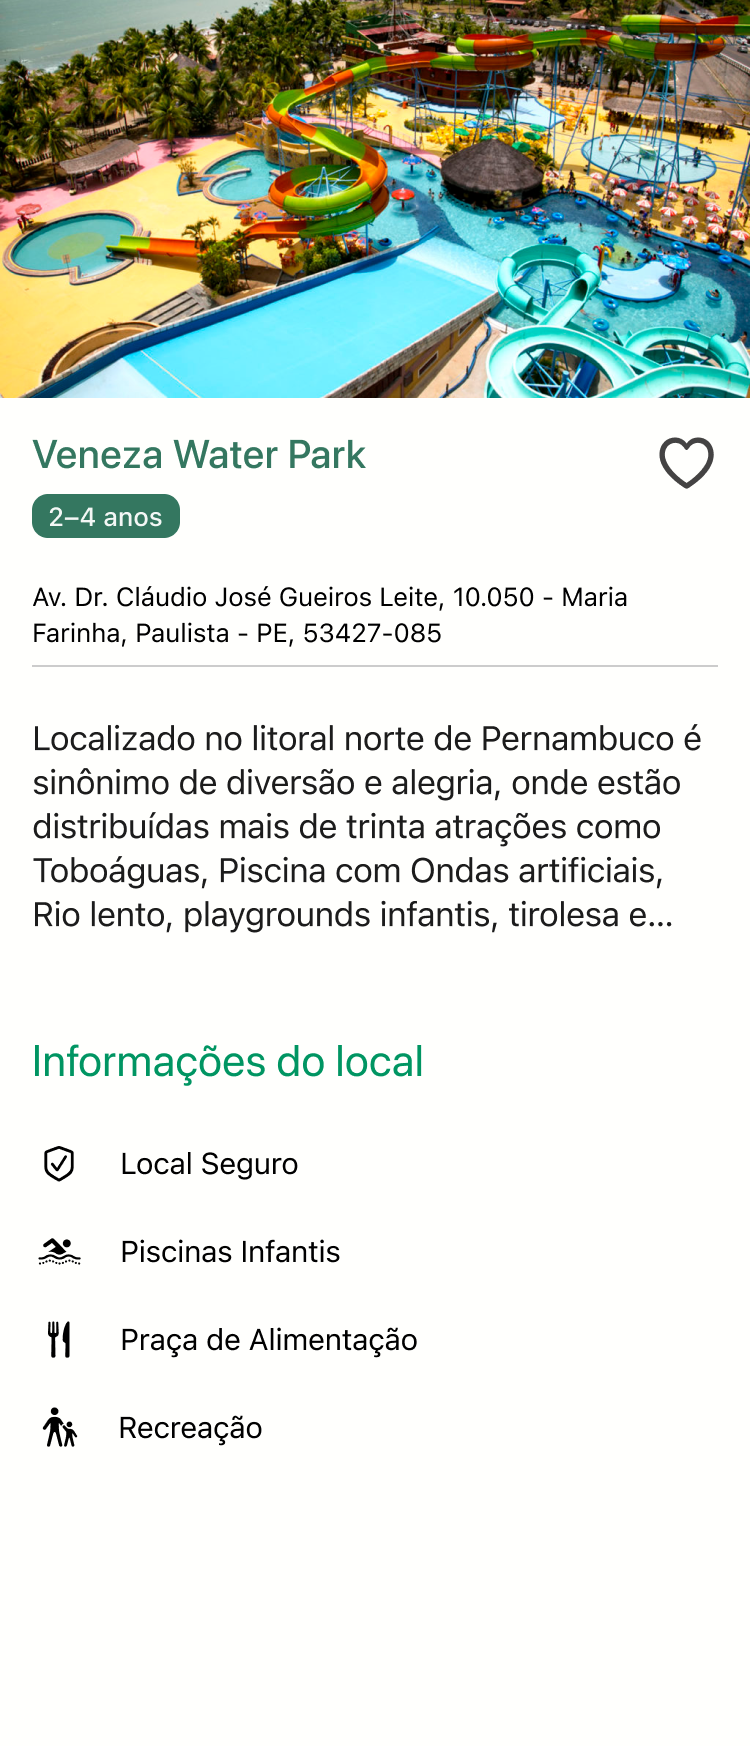 Veneza Water Park
2–4 anos
Av. Dr. Cláudio José Gueiros Leite, 10.050 - Maria
Farinha, Paulista - PE, 53427-085
Localizado no litoral norte de Pernambuco é
sinônimo de diversão e alegria, onde estão
distribuídas mais de trinta atrações como
Toboáguas, Piscina com Ondas artificiais,
Rio lento, playgrounds infantis, tirolesa e...
Informações do local
Local Seguro
Piscinas Infantis
Praça de Alimentação
Recreação